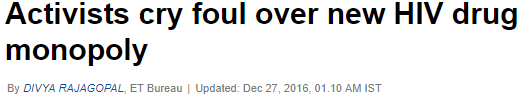 Activists cry foul over new HIV drug
monopoly
By DIVYA RAJAGOPAL, ET Bureau | Updated: Dec 27, 2016, 01.10 AM IST